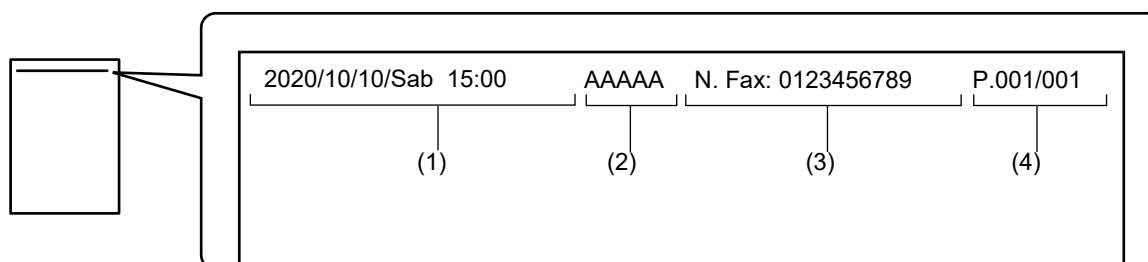 2020/10/10/Sab 15:00 AAAAA N. Fax: 0123456789 P.001/001
(1) (2) (3) (4)